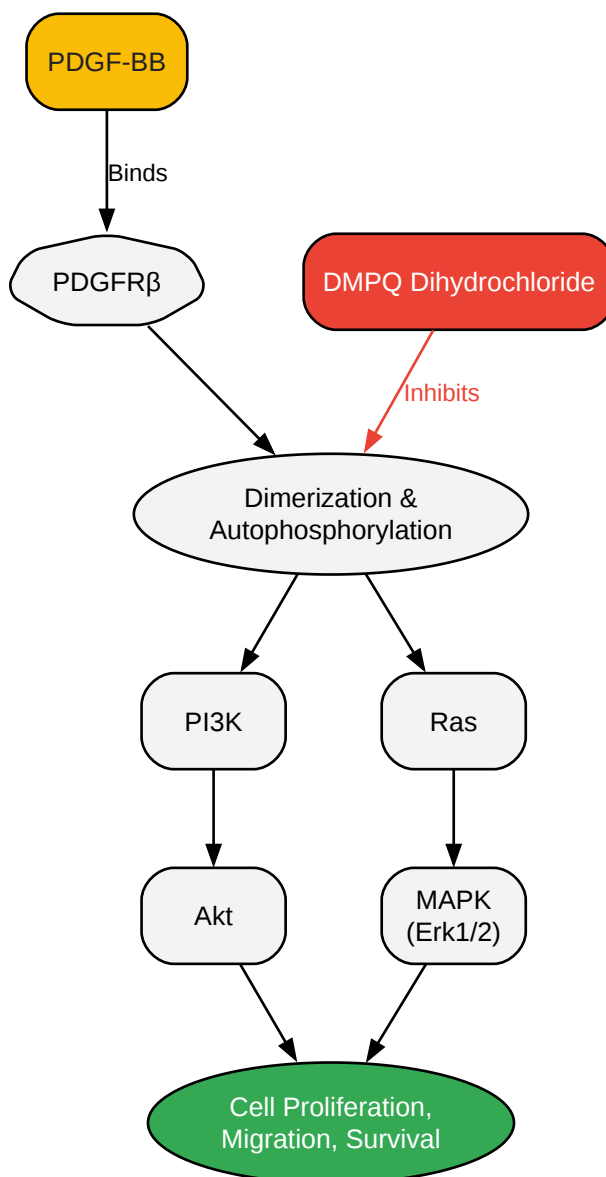 PDGF-BB
Binds
PDGFRβ
DMPQ Dihydrochloride
Inhibits
Dimerization &
Autophosphorylation
PI3K
Ras
Akt
MAPK
(Erk1/2)
Cell Proliferation,
Migration, Survival